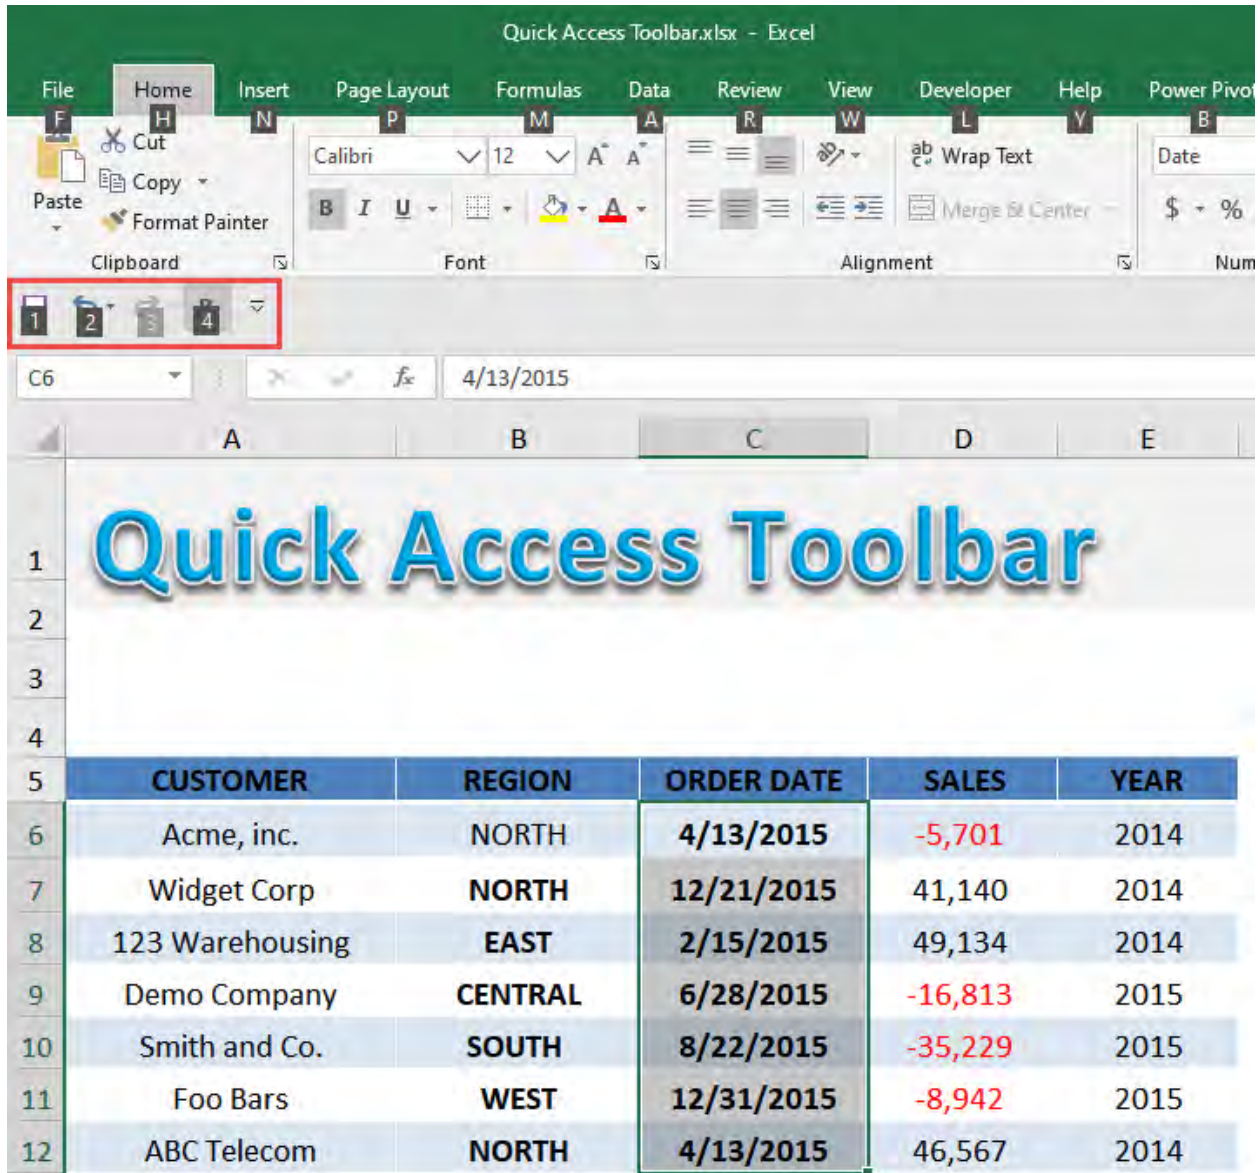 Quick Access Toolbar.xlsx - Excel
File Home Insert Page Layout Formulas Data Review View Developer Help Power Pivot
F H N P M A R W L Y B
Cut
Calibri 12 A A ab c Wrap Text Date
Copy
Paste B I U A Merge & Center $ %
Format Painter
Clipboard Font Alignment Num
1 2 3 4
C6 fx 4/13/2015
A B C D E
1 Quick Access Toolbar
2
3
4
5 CUSTOMER REGION ORDER DATE SALES YEAR
6 Acme, inc. NORTH 4/13/2015 -5,701 2014
7 Widget Corp NORTH 12/21/2015 41,140 2014
8 123 Warehousing EAST 2/15/2015 49,134 2014
9 Demo Company CENTRAL 6/28/2015 -16,813 2015
10 Smith and Co. SOUTH 8/22/2015 -35,229 2015
11 Foo Bars WEST 12/31/2015 -8,942 2015
12 ABC Telecom NORTH 4/13/2015 46,567 2014